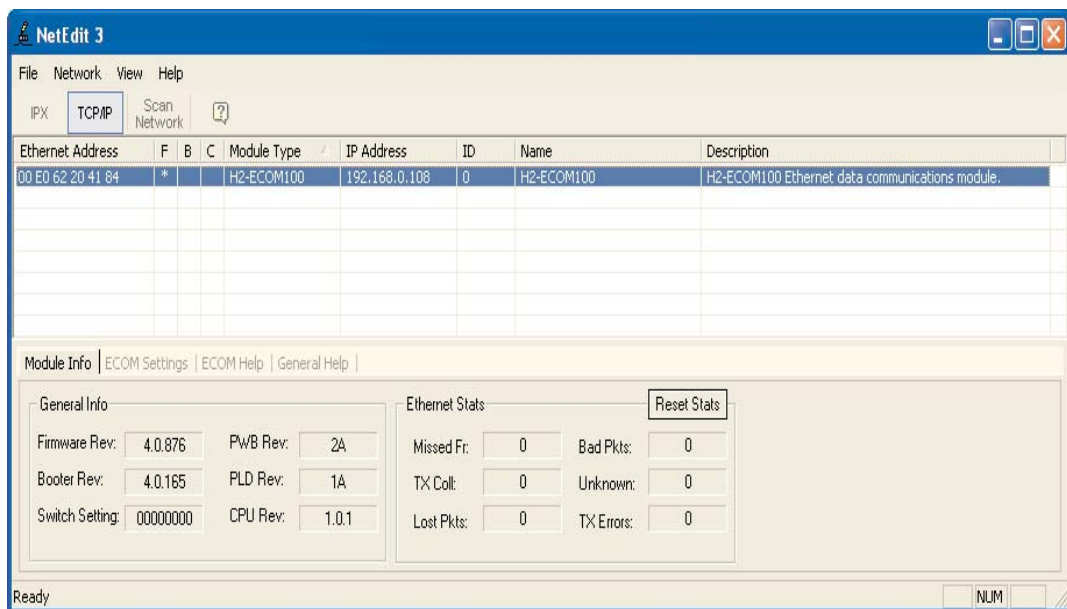 NetEdit 3
File Network View Help
IPX TCP/IP Scan Network ?
Ethernet Address F B C Module Type IP Address ID Name Description
00 E0 62 20 41 84 * H2-ECOM100 192.168.0.108 0 H2-ECOM100 H2-ECOM100 Ethernet data communications module.
Module Info ECOM Settings ECOM Help General Help
General Info
Firmware Rev: 4.0.876 PWB Rev: 2A
Booter Rev: 4.0.165 PLD Rev: 1A
Switch Setting: 00000000 CPU Rev: 1.0.1
Ethernet Stats Reset Stats
Missed Fr: 0 Bad Pkts: 0
TX Coll: 0 Unknown: 0
Lost Pkts: 0 TX Errors: 0
Ready NUM